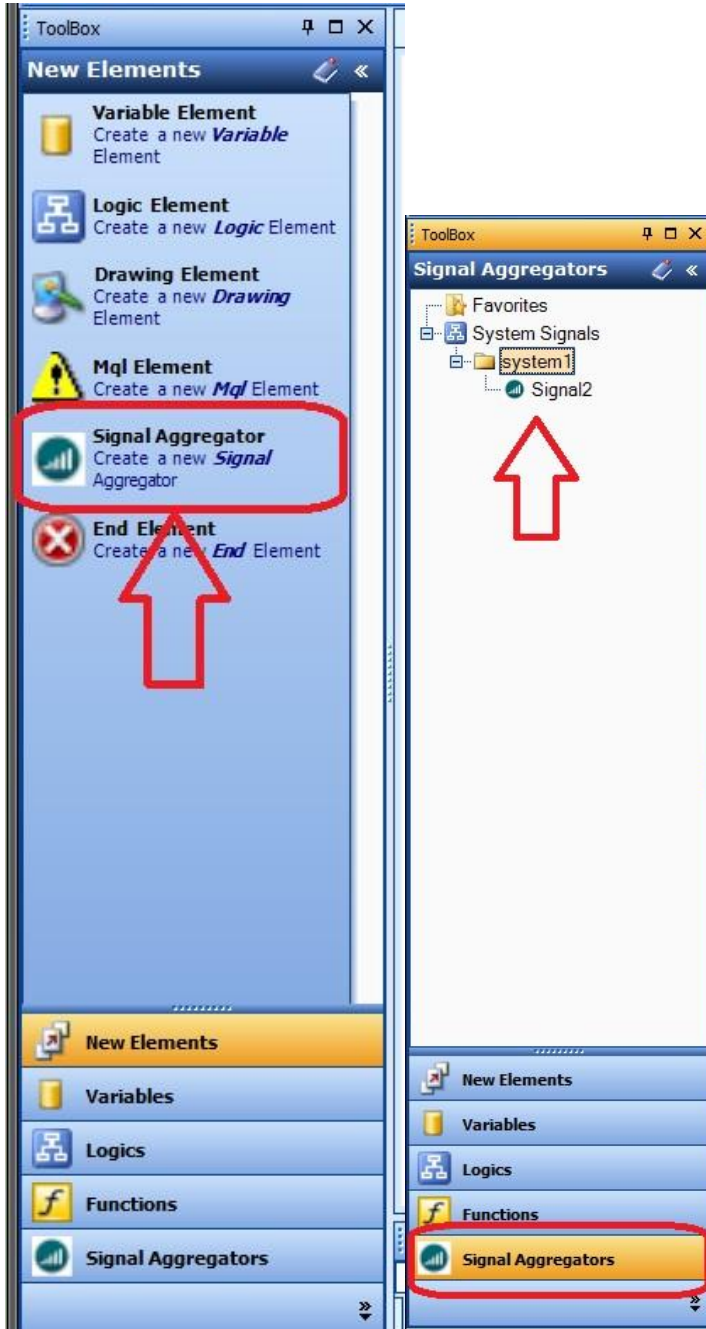 ToolBox
New Elements
Variable Element
Create a new Variable
Element
Logic Element
Create a new Logic Element
Drawing Element
Create a new Drawing
Element
Mql Element
Create a new Mql Element
Signal Aggregator
Create a new Signal
Aggregator
End Element
Create a new End Element
New Elements
Variables
Logics
Functions
Signal Aggregators
ToolBox
Signal Aggregators
Favorites
System Signals
system1
Signal2
New Elements
Variables
Logics
Functions
Signal Aggregators